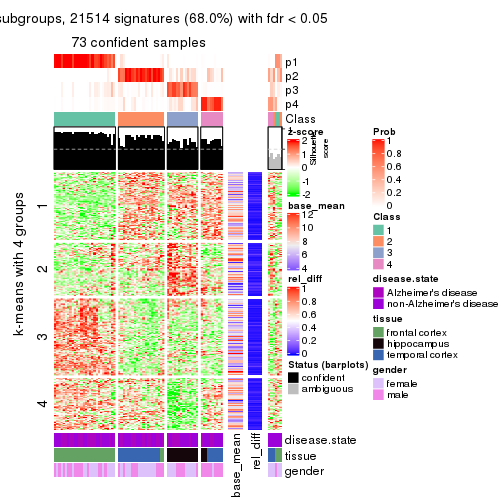 subgroups, 21514 signatures (68.0%) with fdr < 0.05
73 confident samples
p1
p2
p3
p4
Class
1
2
3
4
k-means with 4 groups
disease.state
tissue
gender
base_mean
rel_diff
z-score
2
1
0
-1
-2
Silhouette
score
base_mean
12
10
8
6
4
rel_diff
1
0.8
0.6
0.4
0.2
0
Status (barplots)
confident
ambiguous
Prob
1
0.8
0.6
0.4
0.2
0
Class
1
2
3
4
disease.state
Alzheimer's disease
non-Alzheimer's disease
tissue
frontal cortex
hippocampus
temporal cortex
gender
female
male